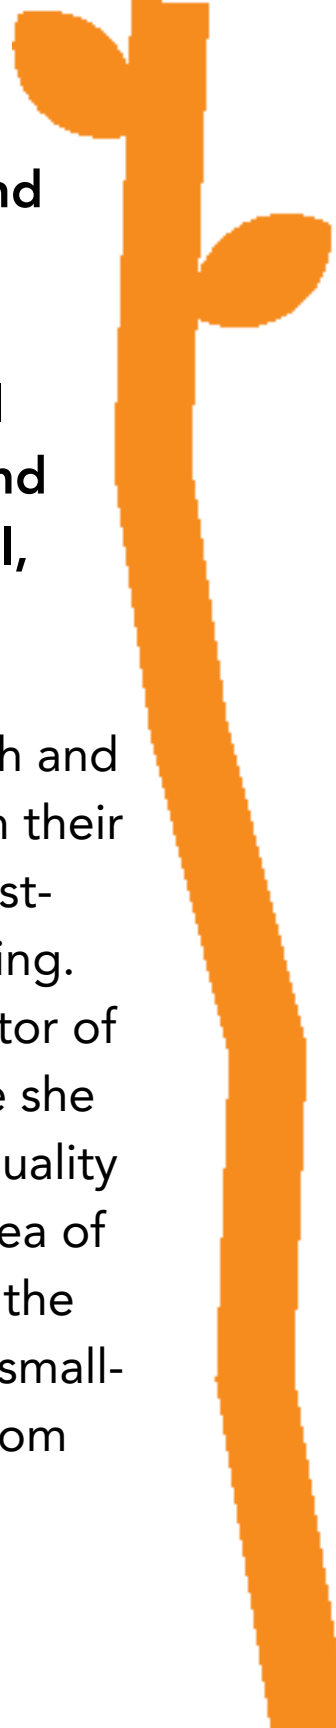 nd
l
nd
l,
h and
n their
st-
ing.
tor of
e she
uality
ea of
the
small-
om